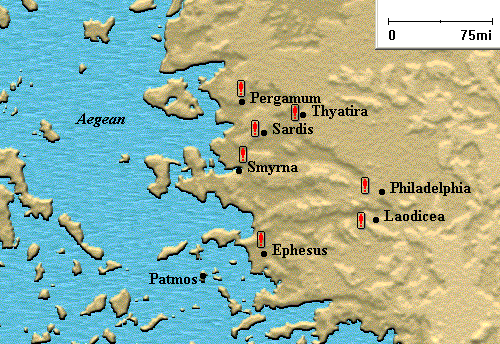 0 75mi
Pergamum
Thyatira
Aegean
Sardis
Smyrna
Philadelphia
Laodicea
Ephesus
Patmos